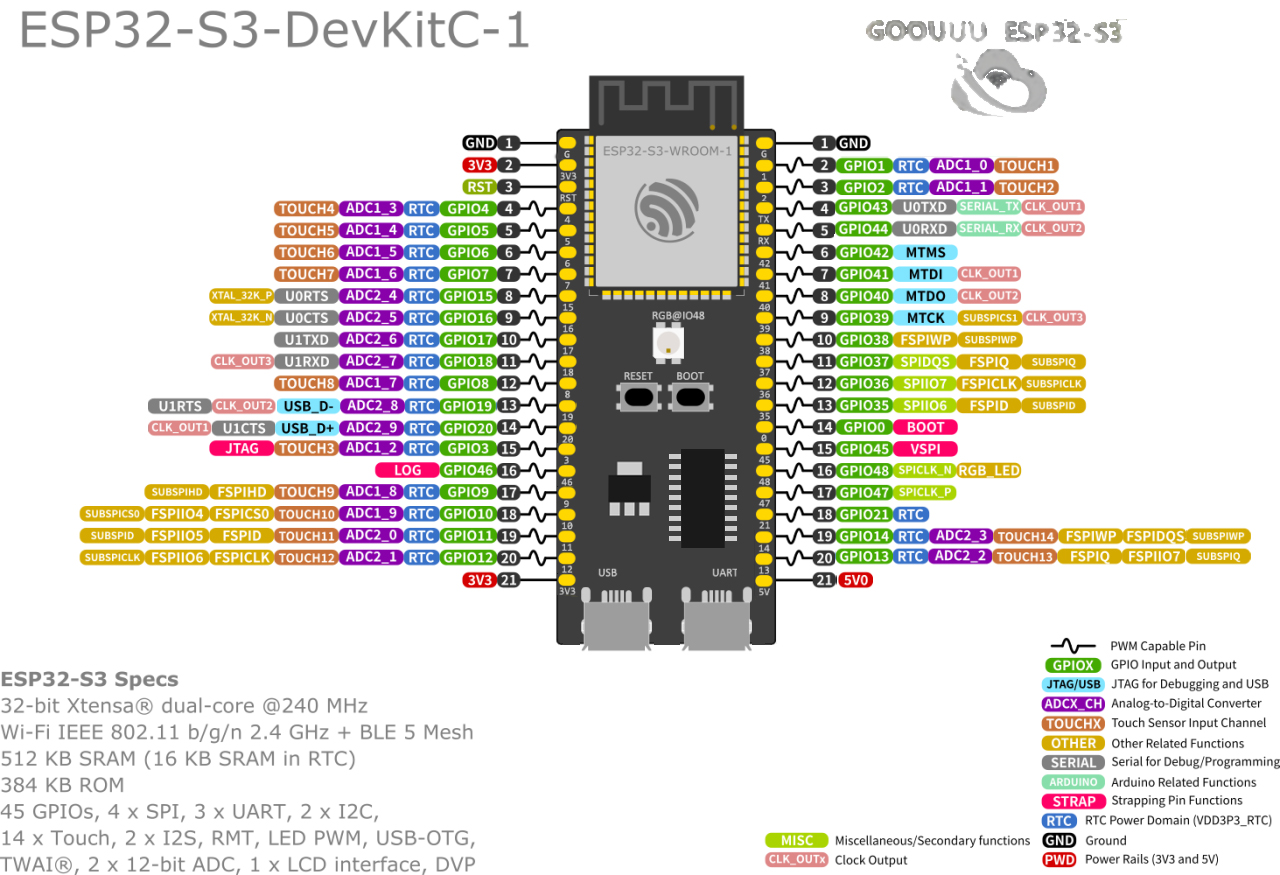 ESP32-S3-DevKitC-1
GOOUUU ESP32-S3
GND 1
3V3 2
RST 3
TOUCH4 ADC1_3 RTC GPIO4 4
TOUCH5 ADC1_4 RTC GPIO5 5
TOUCH6 ADC1_5 RTC GPIO6 6
TOUCH7 ADC1_6 RTC GPIO7 7
XTAL_32K_P U0RTS ADC2_4 RTC GPIO15 8
XTAL_32K_N U0CTS ADC2_5 RTC GPIO16 9
U1TXD ADC2_6 RTC GPIO17 10
CLK_OUT3 U1RXD ADC2_7 RTC GPIO18 11
TOUCH8 ADC1_7 RTC GPIO8 12
U1RTS CLK_OUT2 USB_D- ADC2_8 RTC GPIO19 13
CLK_OUT1 U1CTS USB_D+ ADC2_9 RTC GPIO20 14
JTAG TOUCH3 ADC1_2 RTC GPIO3 15
LOG GPIO46 16
SUBSPIHD FSPIHD TOUCH9 ADC1_8 RTC GPIO9 17
SUBSPICS0 FSPIIO4 FSPICS0 TOUCH10 ADC1_9 RTC GPIO10 18
SUBSPID FSPIIO5 FSPID TOUCH11 ADC2_0 RTC GPIO11 19
SUBSPICLK FSPIIO6 FSPICLK TOUCH12 ADC2_1 RTC GPIO12 20
3V3 21
G
3V3
RST
4
5
6
7
15
16
17
18
8
19
20
3
46
9
10
11
12
3V3
ESP32-S3-WROOM-1
RGB@IO48
RESET BOOT
USB UART
G
1
2
TX
RX
42
41
40
39
38
37
36
35
0
45
48
47
21
14
13
5V
1 GND
2 GPIO1 RTC ADC1_0 TOUCH1
3 GPIO2 RTC ADC1_1 TOUCH2
4 GPIO43 U0TXD SERIAL_TX CLK_OUT1
5 GPIO44 U0RXD SERIAL_RX CLK_OUT2
6 GPIO42 MTMS
7 GPIO41 MTDI CLK_OUT1
8 GPIO40 MTDO CLK_OUT2
9 GPIO39 MTCK SUBSPICS1 CLK_OUT3
10 GPIO38 FSPIWP SUBSPIWP
11 GPIO37 SPIDQS FSPIQ SUBSPIQ
12 GPIO36 SPIIO7 FSPICLK SUBSPICLK
13 GPIO35 SPIIO6 FSPID SUBSPID
14 GPIO0 BOOT
15 GPIO45 VSPI
16 GPIO48 SPICLK_N RGB_LED
17 GPIO47 SPICLK_P
18 GPIO21 RTC
19 GPIO14 RTC ADC2_3 TOUCH14 FSPIWP FSPIDQS SUBSPIWP
20 GPIO13 RTC ADC2_2 TOUCH13 FSPIQ FSPIIO7 SUBSPIQ
21 5V0
ESP32-S3 Specs
32-bit Xtensa® dual-core @240 MHz
Wi-Fi IEEE 802.11 b/g/n 2.4 GHz + BLE 5 Mesh
512 KB SRAM (16 KB SRAM in RTC)
384 KB ROM
45 GPIOs, 4 x SPI, 3 x UART, 2 x I2C,
14 x Touch, 2 x I2S, RMT, LED PWM, USB-OTG,
TWAI®, 2 x 12-bit ADC, 1 x LCD interface, DVP
MISC Miscellaneous/Secondary functions
CLK_OUTx Clock Output
PWM Capable Pin
GPIOX GPIO Input and Output
JTAG/USB JTAG for Debugging and USB
ADCX_CH Analog-to-Digital Converter
TOUCHX Touch Sensor Input Channel
OTHER Other Related Functions
SERIAL Serial for Debug/Programming
ARDUINO Arduino Related Functions
STRAP Strapping Pin Functions
RTC RTC Power Domain (VDD3P3_RTC)
GND Ground
PWD Power Rails (3V3 and 5V)